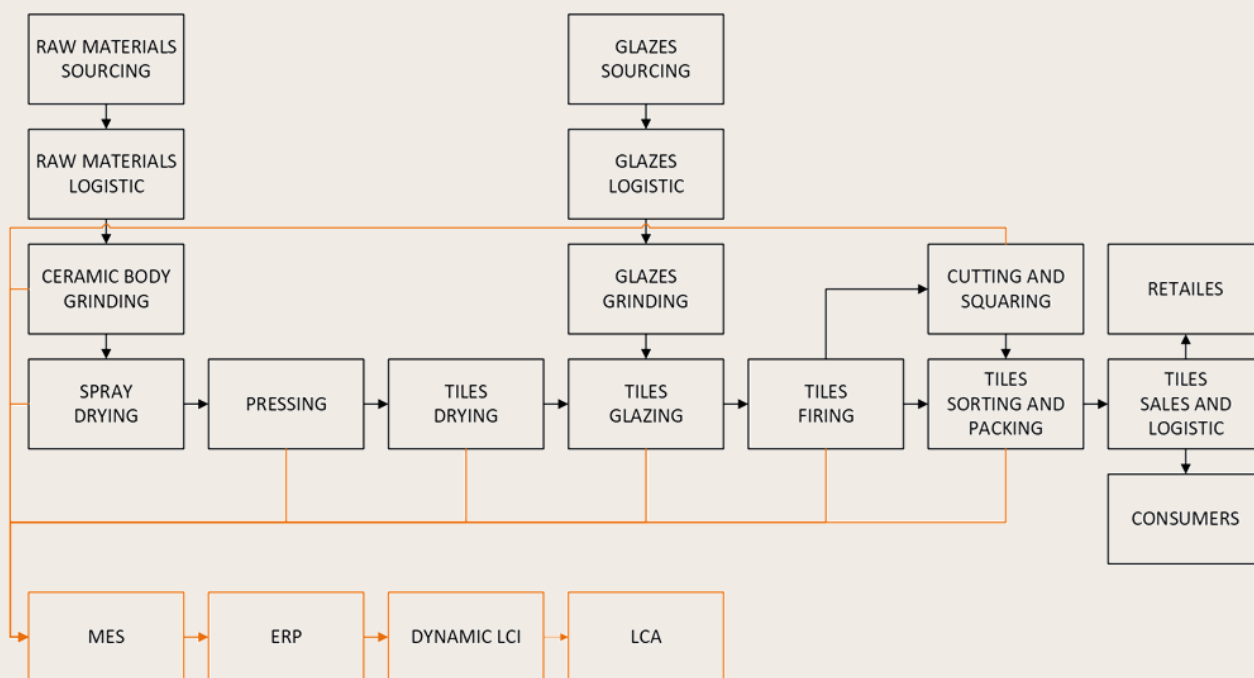 RAW MATERIALS
SOURCING
GLAZES
SOURCING
RAW MATERIALS
LOGISTIC
GLAZES
LOGISTIC
CERAMIC BODY
GRINDING
GLAZES
GRINDING
CUTTING AND
SQUARING
RETAILES
SPRAY
DRYING
PRESSING
TILES
DRYING
TILES
GLAZING
TILES
FIRING
TILES
SORTING AND
PACKING
TILES
SALES AND
LOGISTIC
CONSUMERS
MES
ERP
DYNAMIC LCI
LCA